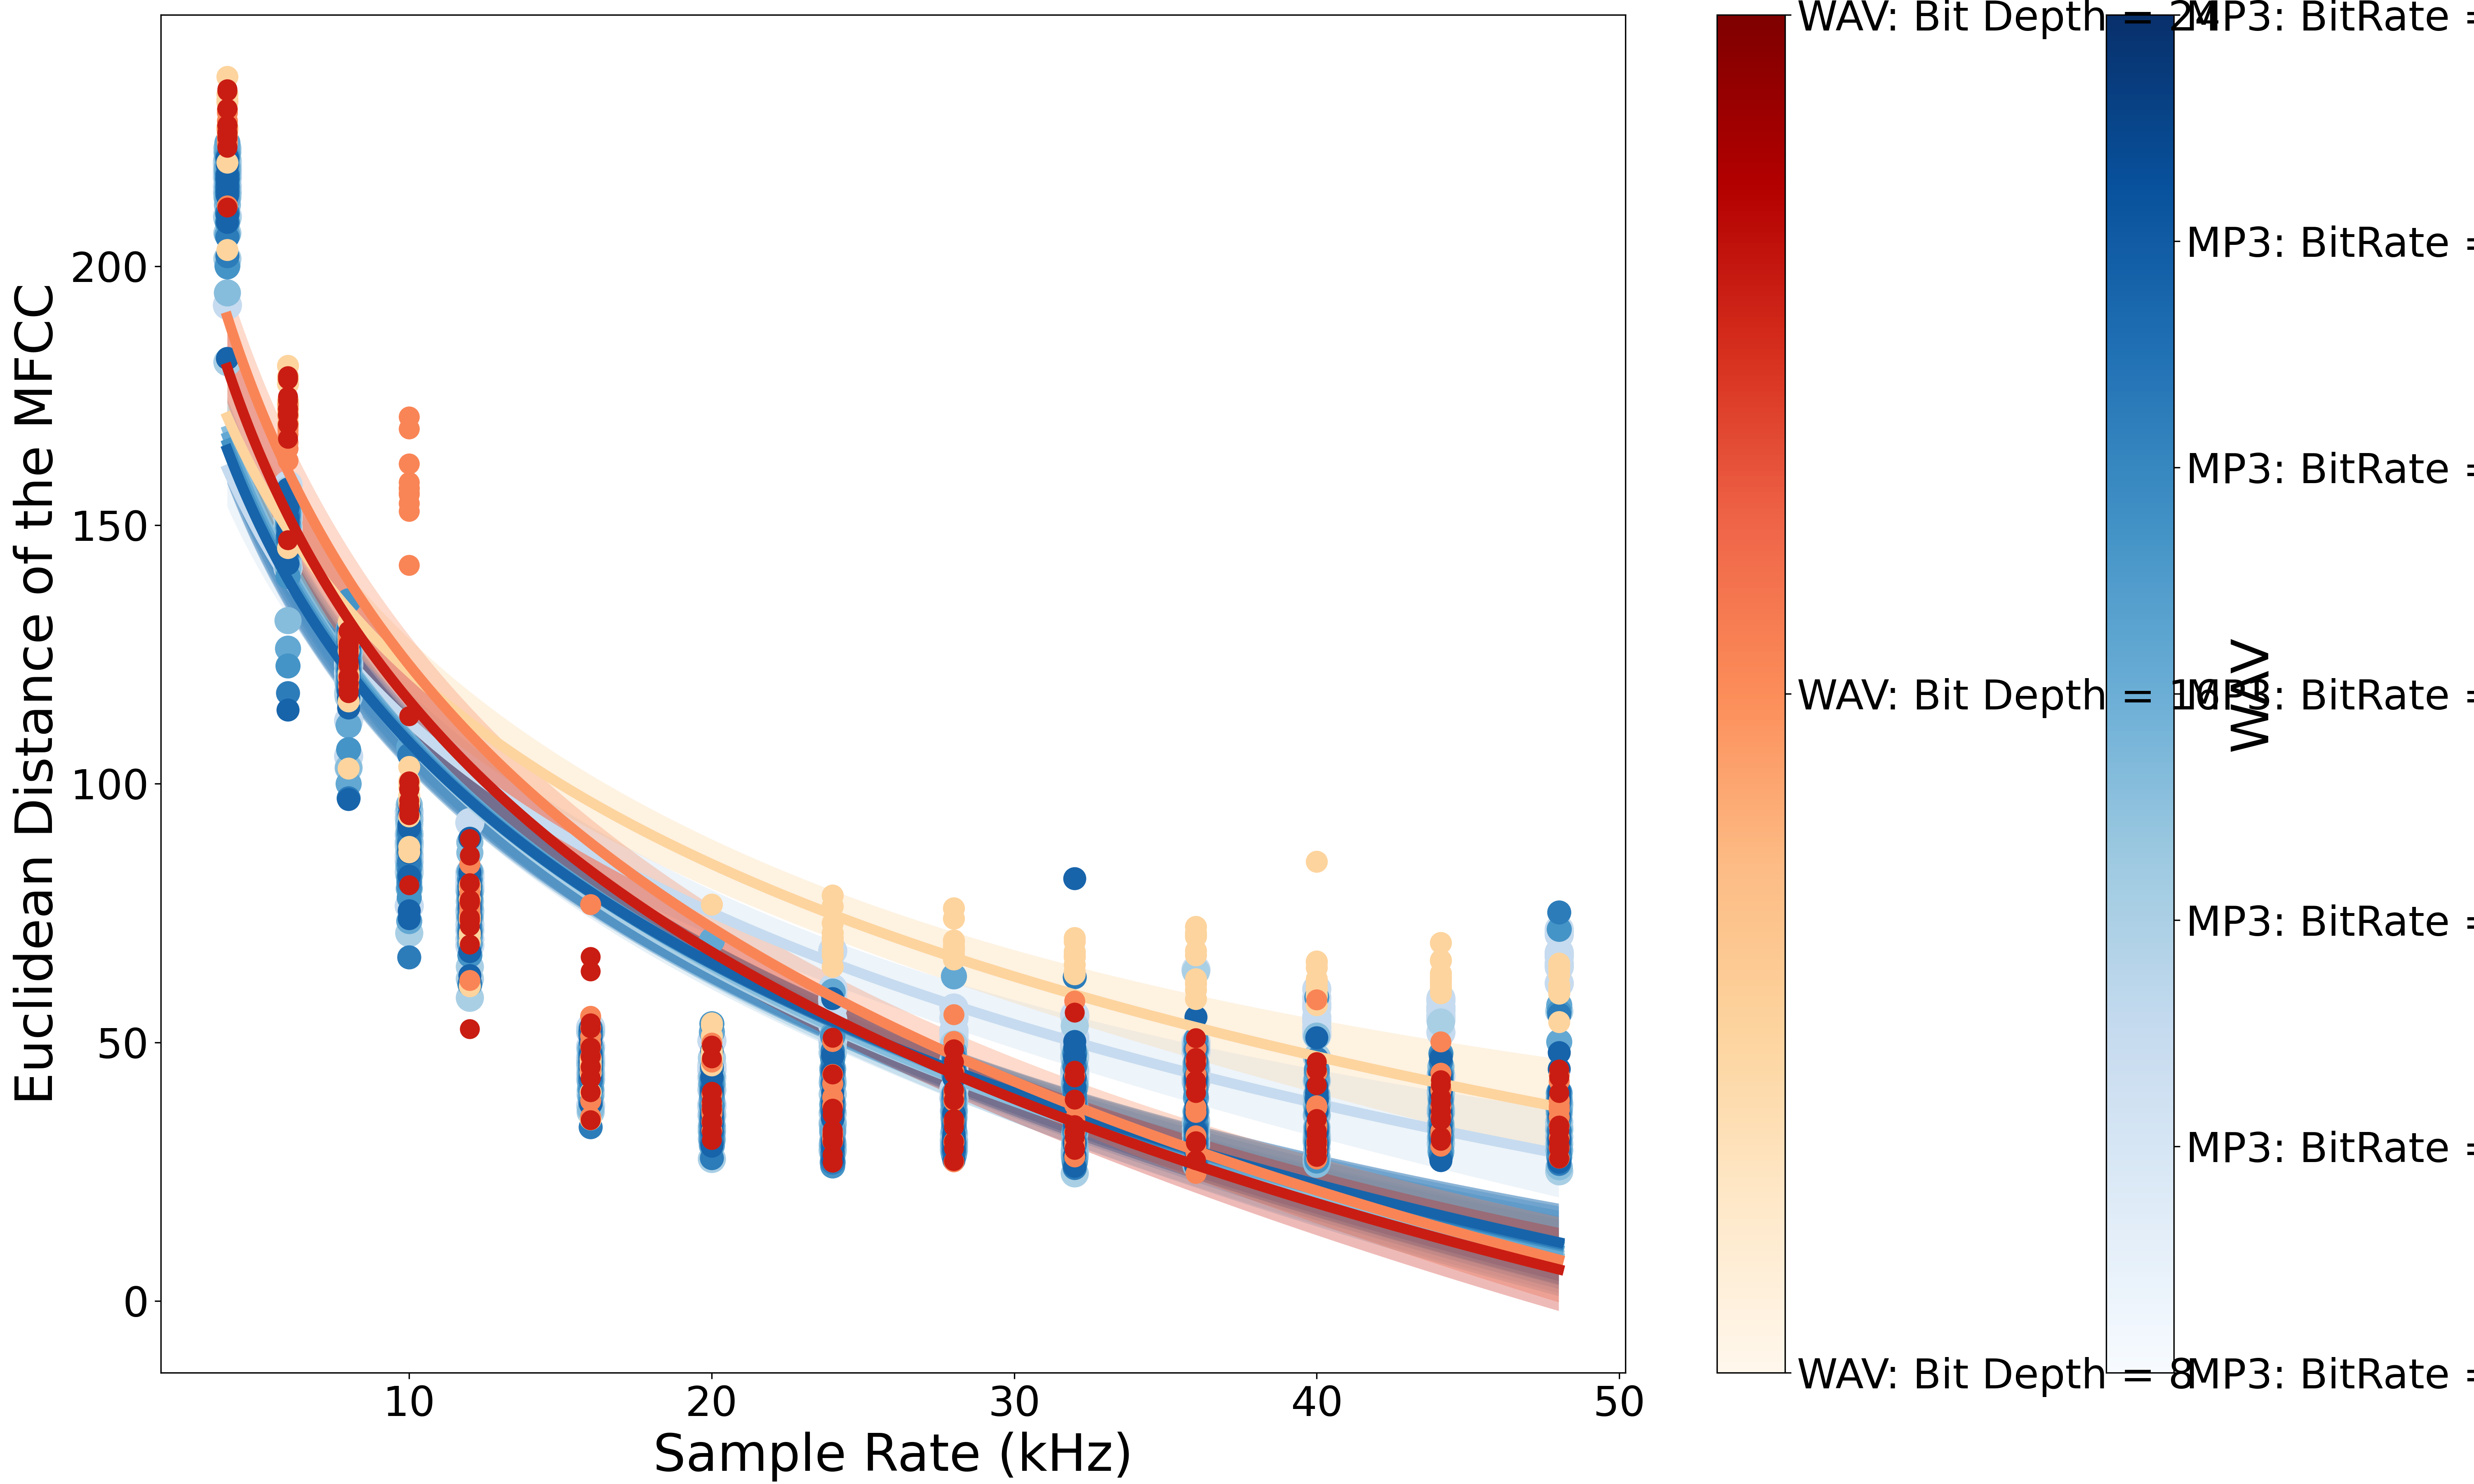 Euclidean Distance of the MFCC
200
150
100
50
0
10
20
30
40
50
Sample Rate (kHz)
WAV: Bit Depth = 24
WAV: Bit Depth = 16
WAV: Bit Depth = 8
WAV
MP3: BitRate =
MP3: BitRate =
MP3: BitRate =
MP3: BitRate =
MP3: BitRate =
MP3: BitRate =
MP3: BitRate =